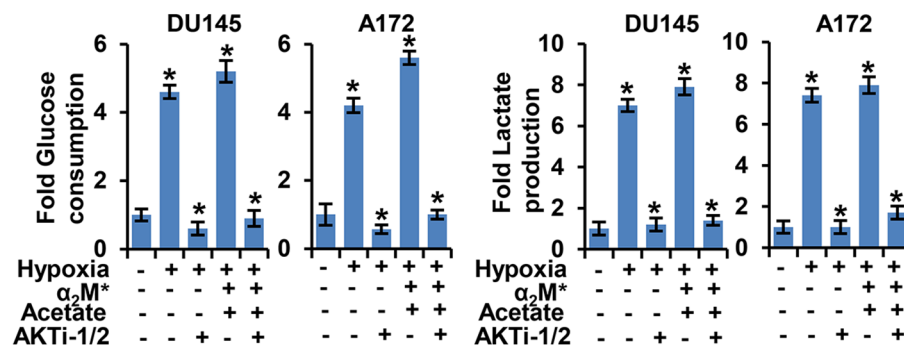 DU145 A172 DU145 A172
Fold Glucose
consumption
6
4
2
0
* * * *
6
4
2
0
* * * *
Fold Lactate
production
10
8
6
4
2
0
* * * *
10
8
6
4
2
0
* * * *
Hypoxia - + + + + - + + + + Hypoxia - + + + + - + + + +
α₂M* - - - + + - - - + + α₂M* - - - + + - - - + +
Acetate - - - + + - - - + + Acetate - - - + + - - - + +
AKTi-1/2 - - + - + - - + - + AKTi-1/2 - - + - + - - + - +